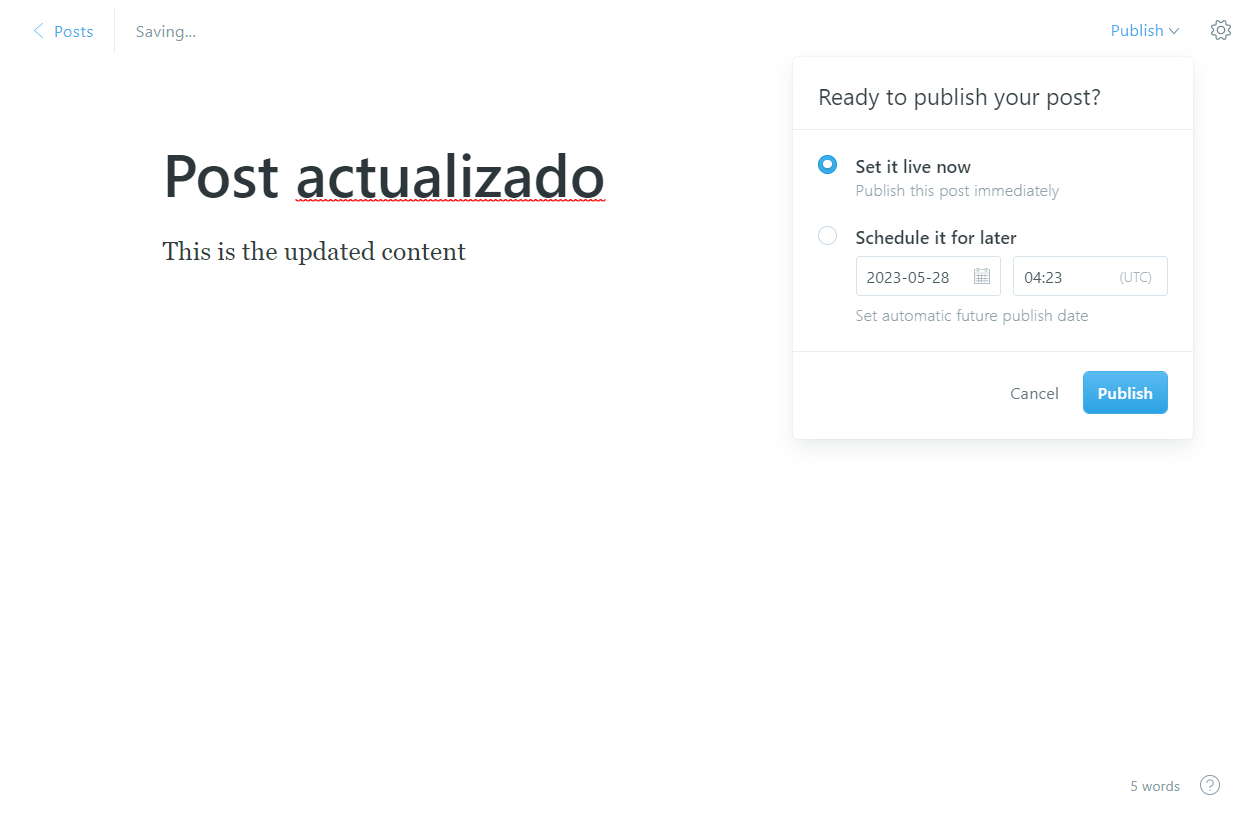 Posts
Saving...
Publish
Ready to publish your post?
Post actualizado
This is the updated content
Set it live now
Publish this post immediately
Schedule it for later
2023-05-28
04:23 (UTC)
Set automatic future publish date
Cancel
Publish
5 words
?